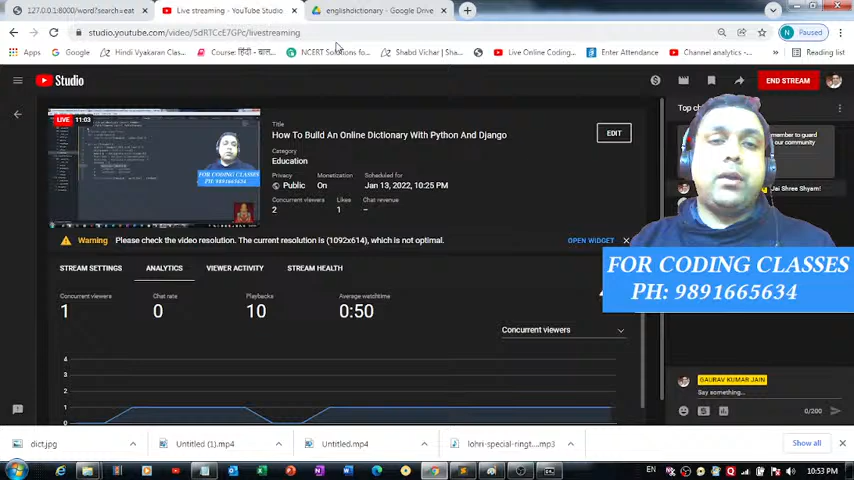 127.0.0.1:8000/word?search=eat
Live streaming - YouTube Studio
englishdictionary - Google Drive
studio.youtube.com/video/5dRTCcE7GPc/livestreaming
N Paused
Apps
Google
Hindi Vyakaran Clas...
Course: हिंदी - बाल...
NCERT Solutions fo...
Shabd Vichar | Shab...
Live Online Coding...
Enter Attendance
Channel analytics -...
Reading list
Studio
END STREAM
LIVE 11:03
FOR CODING CLASSES
PH: 9891665634
Title
How To Build An Online Dictionary With Python And Django
EDIT
Category
Education
Privacy
Public
Monetization
On
Scheduled for
Jan 13, 2022, 10:25 PM
Concurrent viewers
2
Likes
1
Chat revenue
–
Top c
member to guard
our community
Jai Shree Shyam!
Warning
Please check the video resolution. The current resolution is (1092x614), which is not optimal.
OPEN WIDGET
FOR CODING CLASSES
PH: 9891665634
STREAM SETTINGS
ANALYTICS
VIEWER ACTIVITY
STREAM HEALTH
Concurrent viewers
1
Chat rate
0
Playbacks
10
Average watchtime
0:50
Concurrent viewers
4
3
2
1
0
GAURAV KUMAR JAIN
Say something...
0/200
dict.jpg
Untitled (1).mp4
Untitled.mp4
lohri-special-ringt....mp3
Show all
EN
10:53 PM